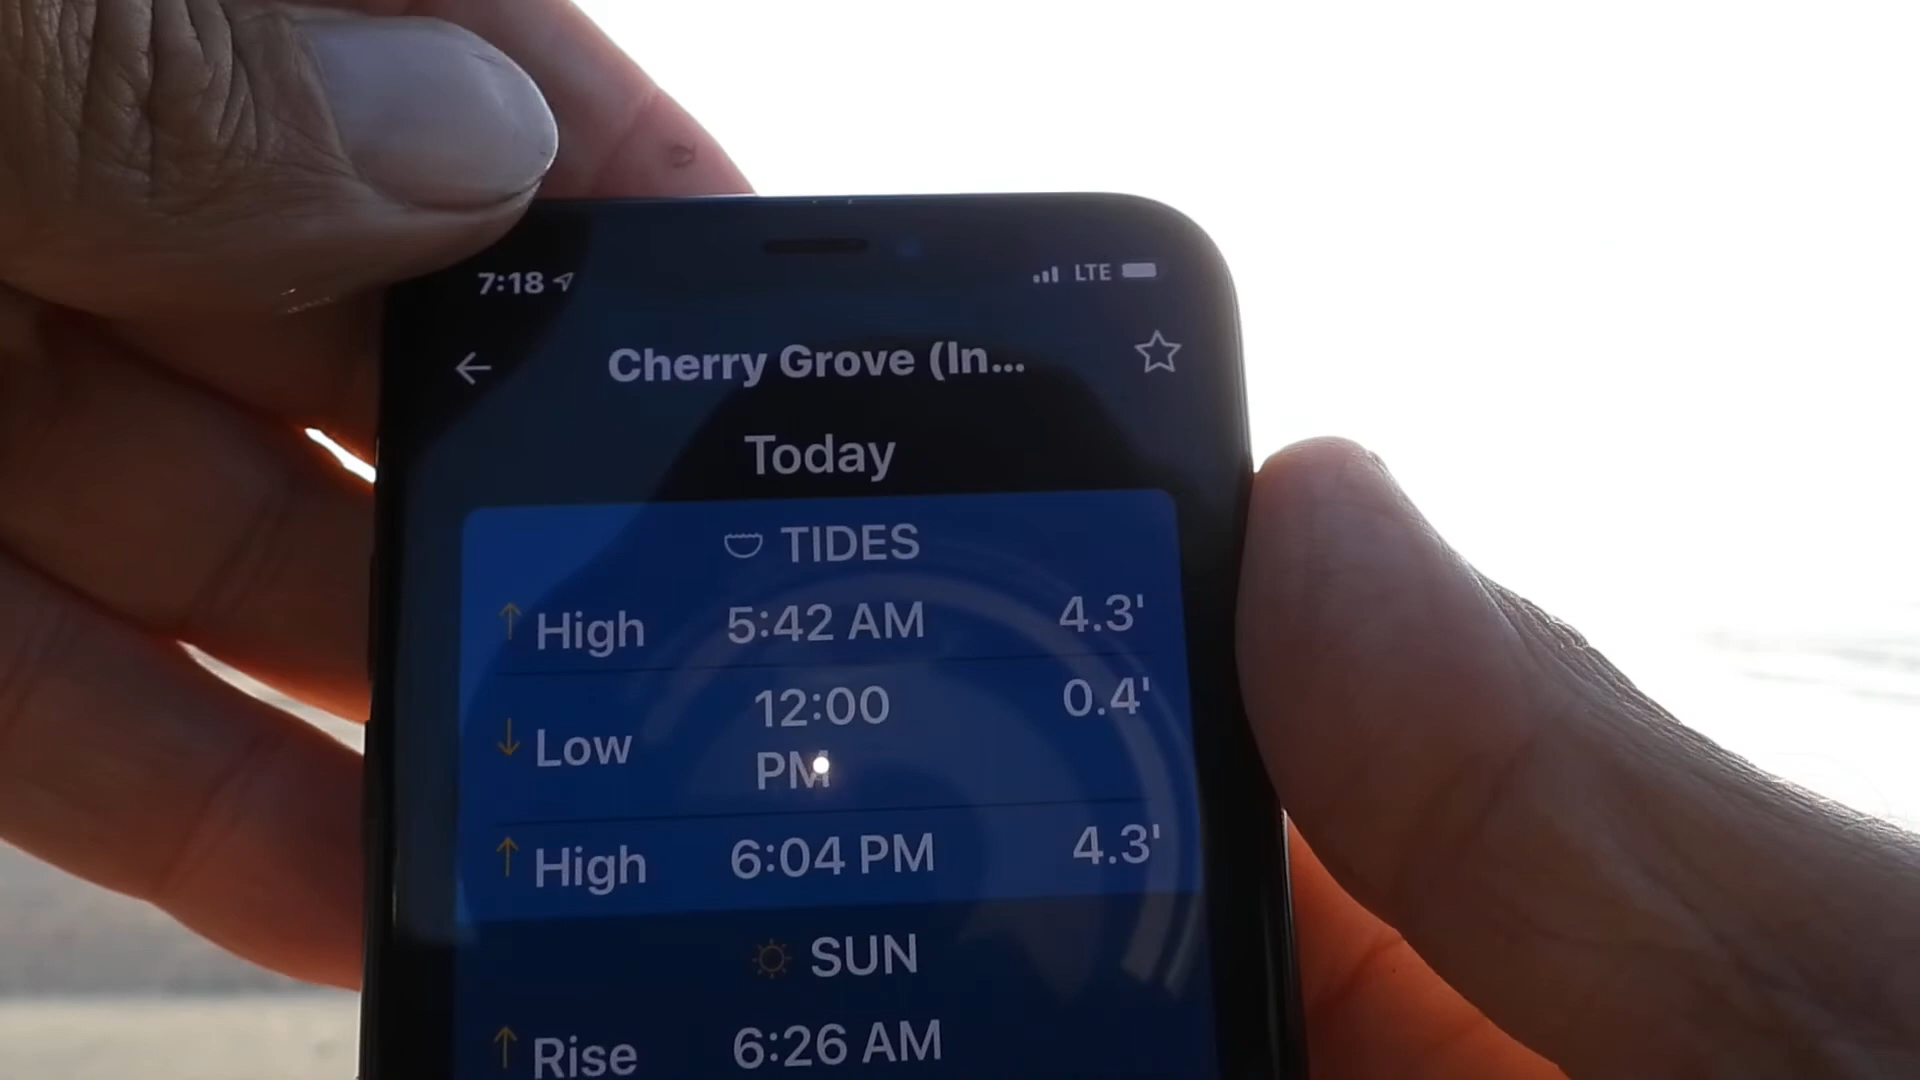 7:18 LTE
Cherry Grove (In...
Today
TIDES
High 5:42 AM 4.3'
Low 12:00 PM 0.4'
High 6:04 PM 4.3'
SUN
Rise 6:26 AM